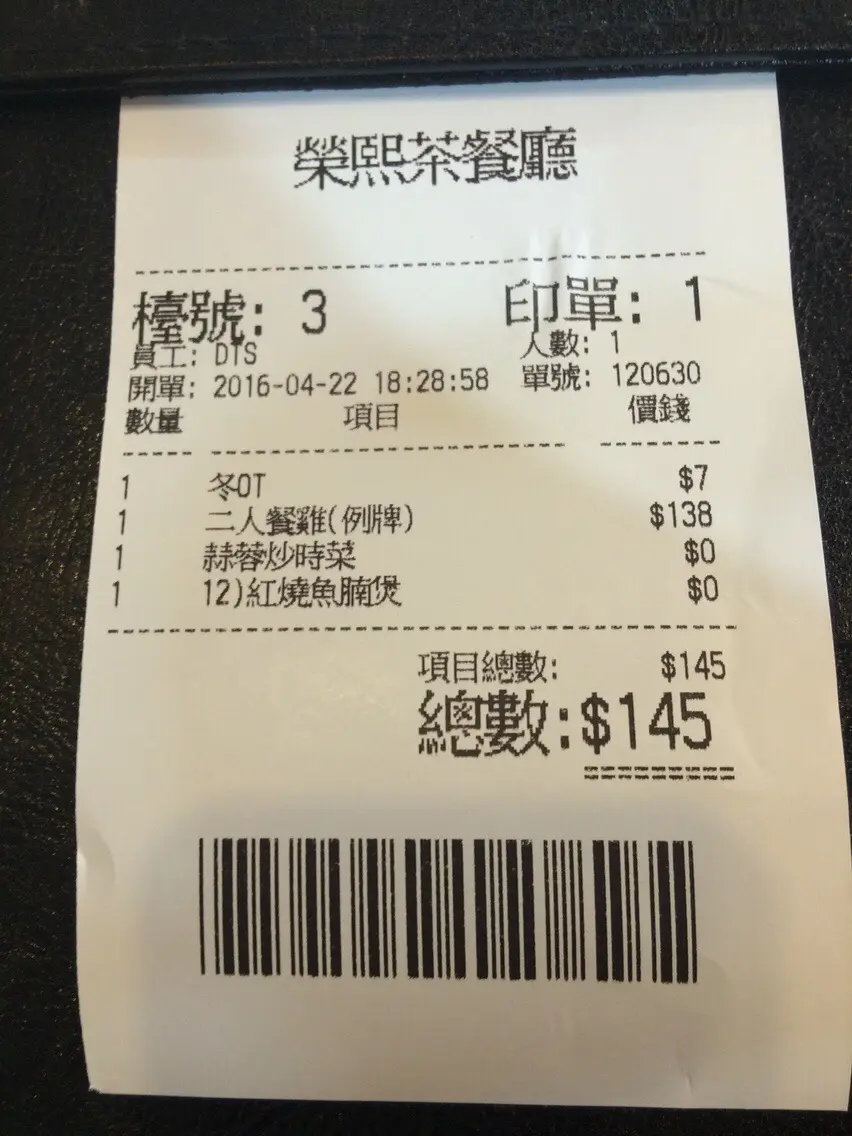 榮熙茶餐廳
檯號: 3 印單: 1
員工: DTS 人數: 1
開單: 2016-04-22 18:28:58 單號: 120630
數量 項目 價錢
1 冬OT $7
1 二人餐雞(例牌) $138
1 蒜蓉炒時菜 $0
1 12)紅燒魚腩煲 $0
項目總數: $145
總數:$145